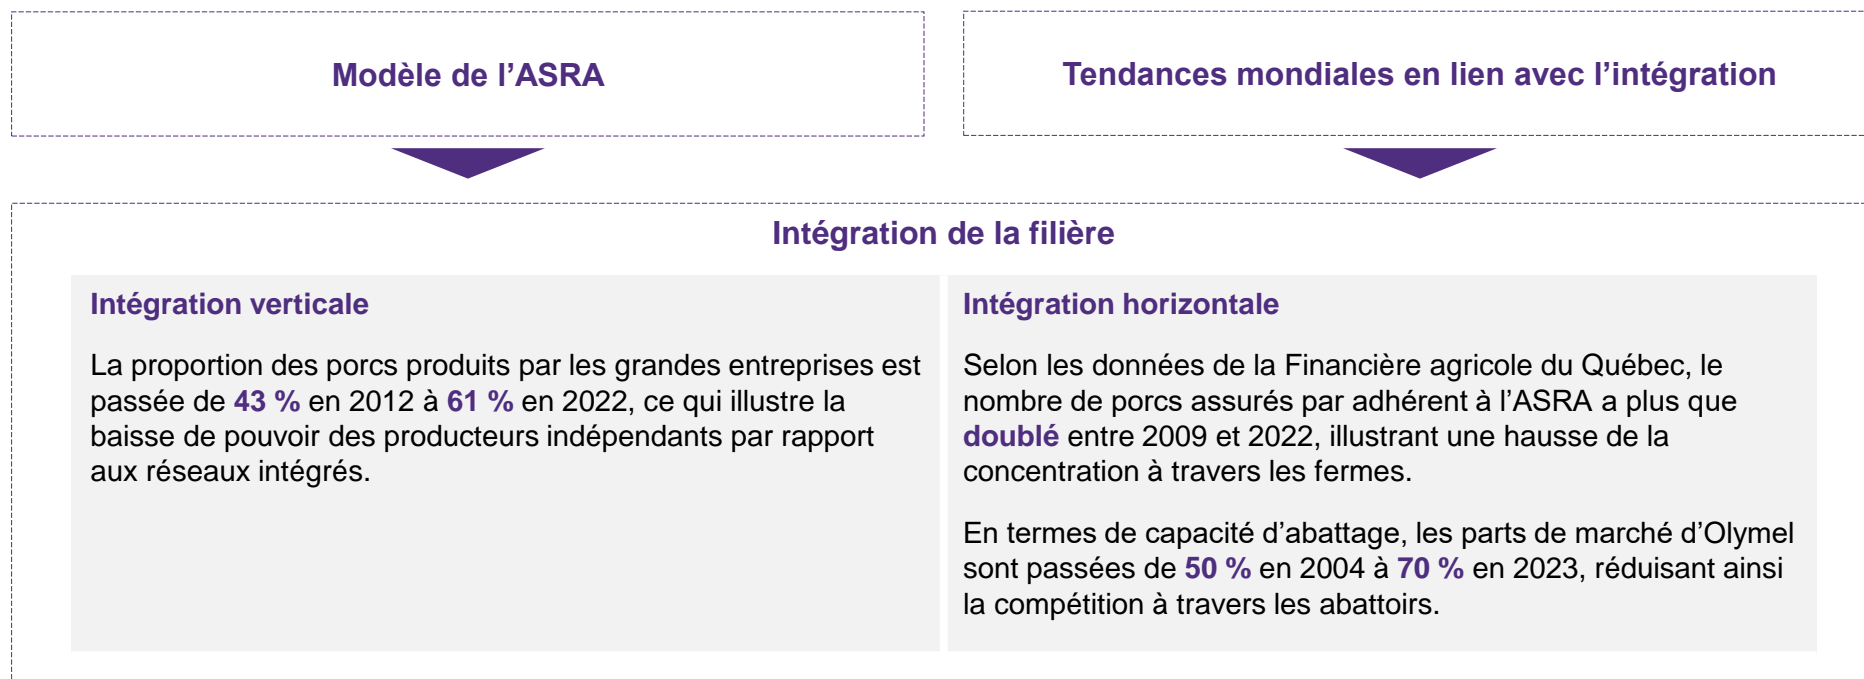 Modèle de l’ASRA
Tendances mondiales en lien avec l’intégration
Intégration de la filière
Intégration verticale
La proportion des porcs produits par les grandes entreprises est
passée de 43 % en 2012 à 61 % en 2022, ce qui illustre la
baisse de pouvoir des producteurs indépendants par rapport
aux réseaux intégrés.
Intégration horizontale
Selon les données de la Financière agricole du Québec, le
nombre de porcs assurés par adhérent à l’ASRA a plus que
doublé entre 2009 et 2022, illustrant une hausse de la
concentration à travers les fermes.
En termes de capacité d’abattage, les parts de marché d’Olymel
sont passées de 50 % en 2004 à 70 % en 2023, réduisant ainsi
la compétition à travers les abattoirs.